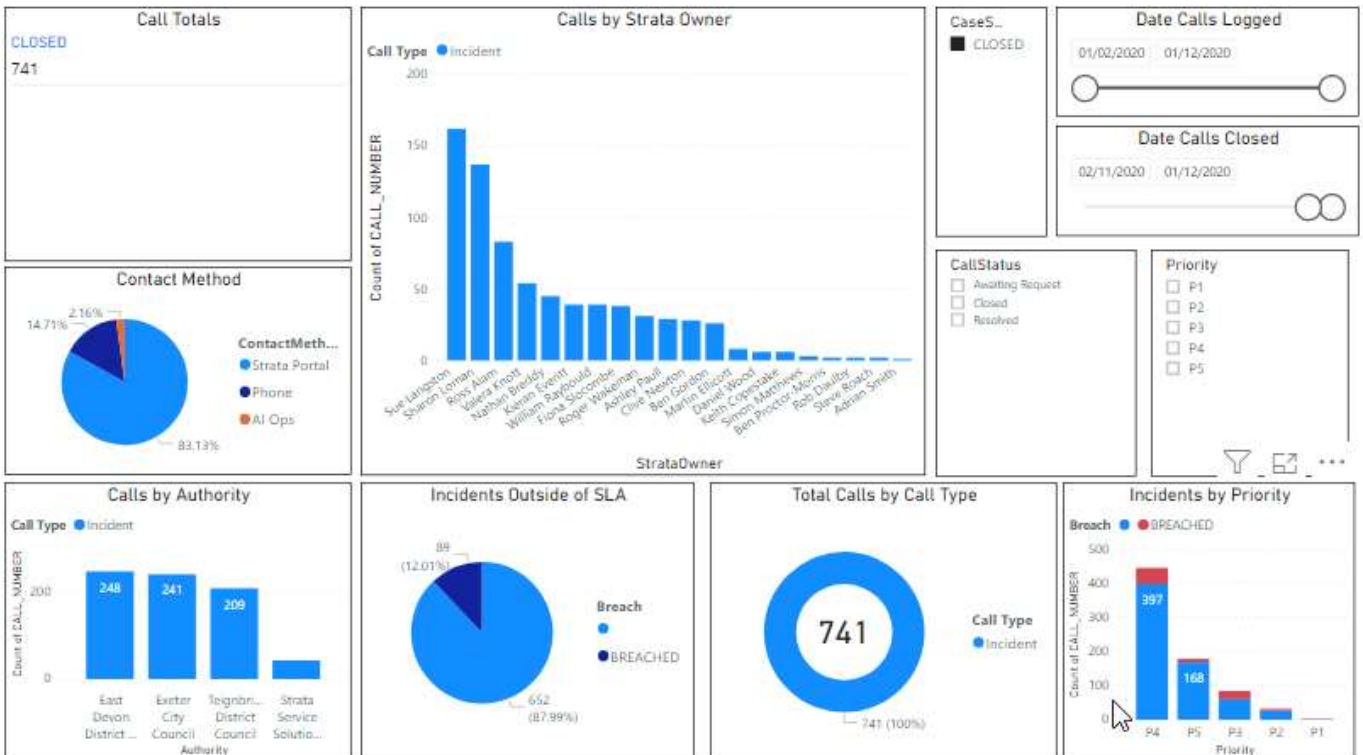 Call Totals
CLOSED
741
Calls by Strata Owner
Call Type Incident
200
150
100
50
0
Count of CALL_NUMBER
Sue Langston
Sharon Loman
Ross Alam
Valera Knott
Nathan Breddy
Kieran Everitt
William Raybould
Fiona Slocombe
Roger Wakeman
Ashley Paull
Clive Newton
Ben Gordon
Martin Ellicott
Daniel Wood
Keith Copestake
Simon Matthews
Ben Proctor-Morris
Rob Daulby
Steve Roach
Adrian Smith
StrataOwner
CaseS...
CLOSED
Date Calls Logged
01/02/2020 01/12/2020
Date Calls Closed
02/11/2020 01/12/2020
CallStatus
Awaiting Request
Closed
Resolved
Priority
P1
P2
P3
P4
P5
Contact Method
2.16%
14.71%
83.13%
ContactMeth...
Strata Portal
Phone
AI Ops
Calls by Authority
Call Type Incident
Count of CALL_NUMBER
200
0
248
241
209
East Devon District ...
Exeter City Council
Teignbri... District Council
Strata Service Solutio...
Authority
Incidents Outside of SLA
89
(12.01%)
652
(87.99%)
Breach
BREACHED
Total Calls by Call Type
741
741 (100%)
Call Type
Incident
Incidents by Priority
Breach BREACHED
Count of CALL_NUMBER
500
400
300
200
100
0
397
168
P4 P5 P3 P2 P1
Priority